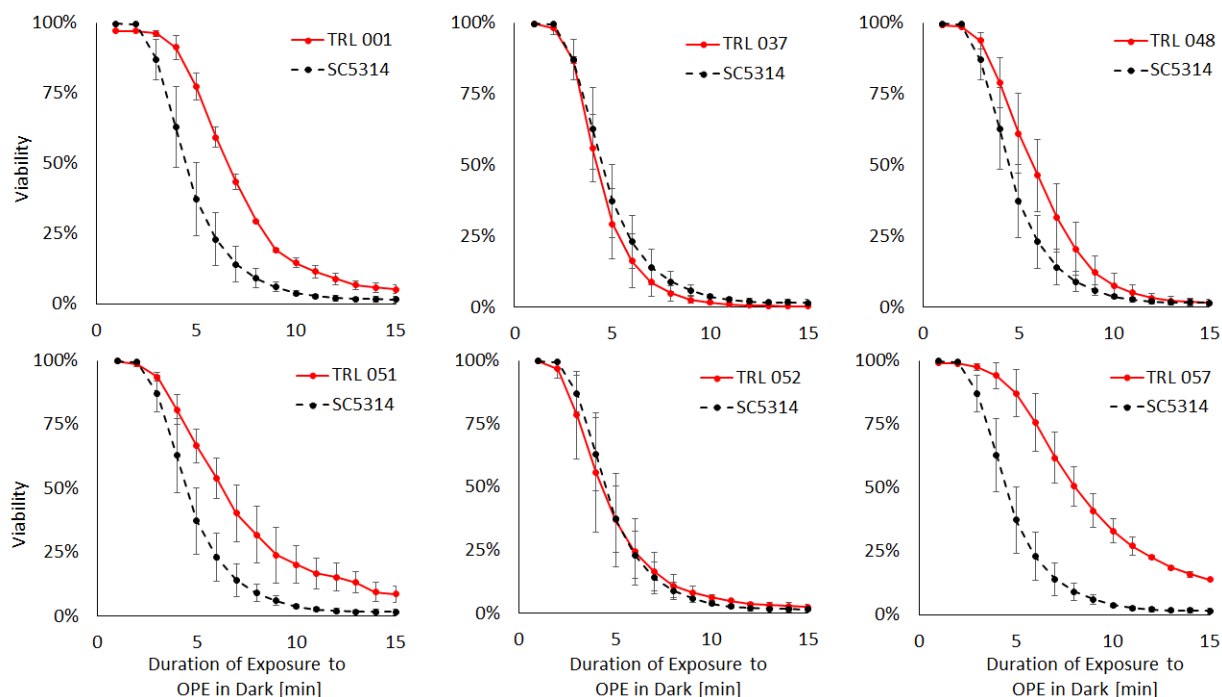 100%
75%
50%
25%
0%
Viability
0
5
10
15
TRL 001
SC5314
100%
75%
50%
25%
0%
0
5
10
15
TRL 037
SC5314
100%
75%
50%
25%
0%
0
5
10
15
TRL 048
SC5314
100%
75%
50%
25%
0%
Viability
0
5
10
15
TRL 051
SC5314
Duration of Exposure to
OPE in Dark [min]
100%
75%
50%
25%
0%
0
5
10
15
TRL 052
SC5314
Duration of Exposure to
OPE in Dark [min]
100%
75%
50%
25%
0%
0
5
10
15
TRL 057
SC5314
Duration of Exposure to
OPE in Dark [min]